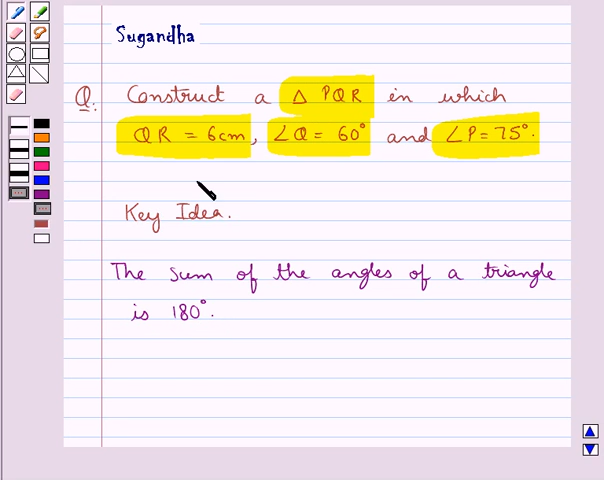 Sugandha
Q. Construct a △ PQR in which
QR = 6cm, ∠Q = 60° and ∠P = 75°.
Key Idea.
The sum of the angles of a triangle
is 180°.